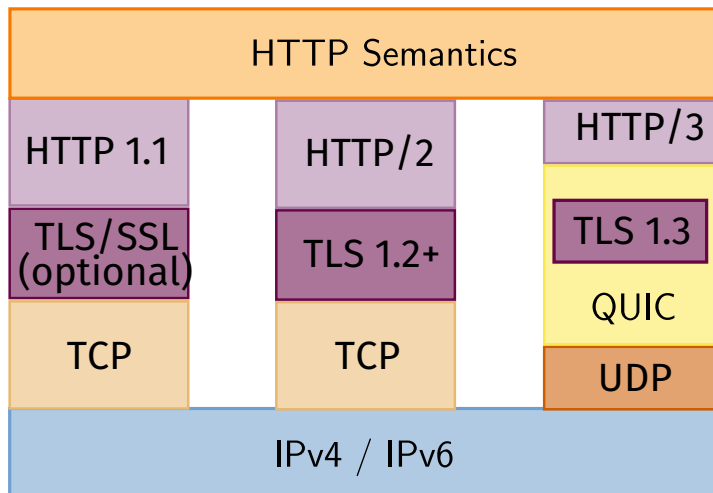 HTTP Semantics
HTTP 1.1
TLS/SSL
(optional)
TCP
HTTP/2
TLS 1.2+
TCP
HTTP/3
TLS 1.3
QUIC
UDP
IPv4 / IPv6